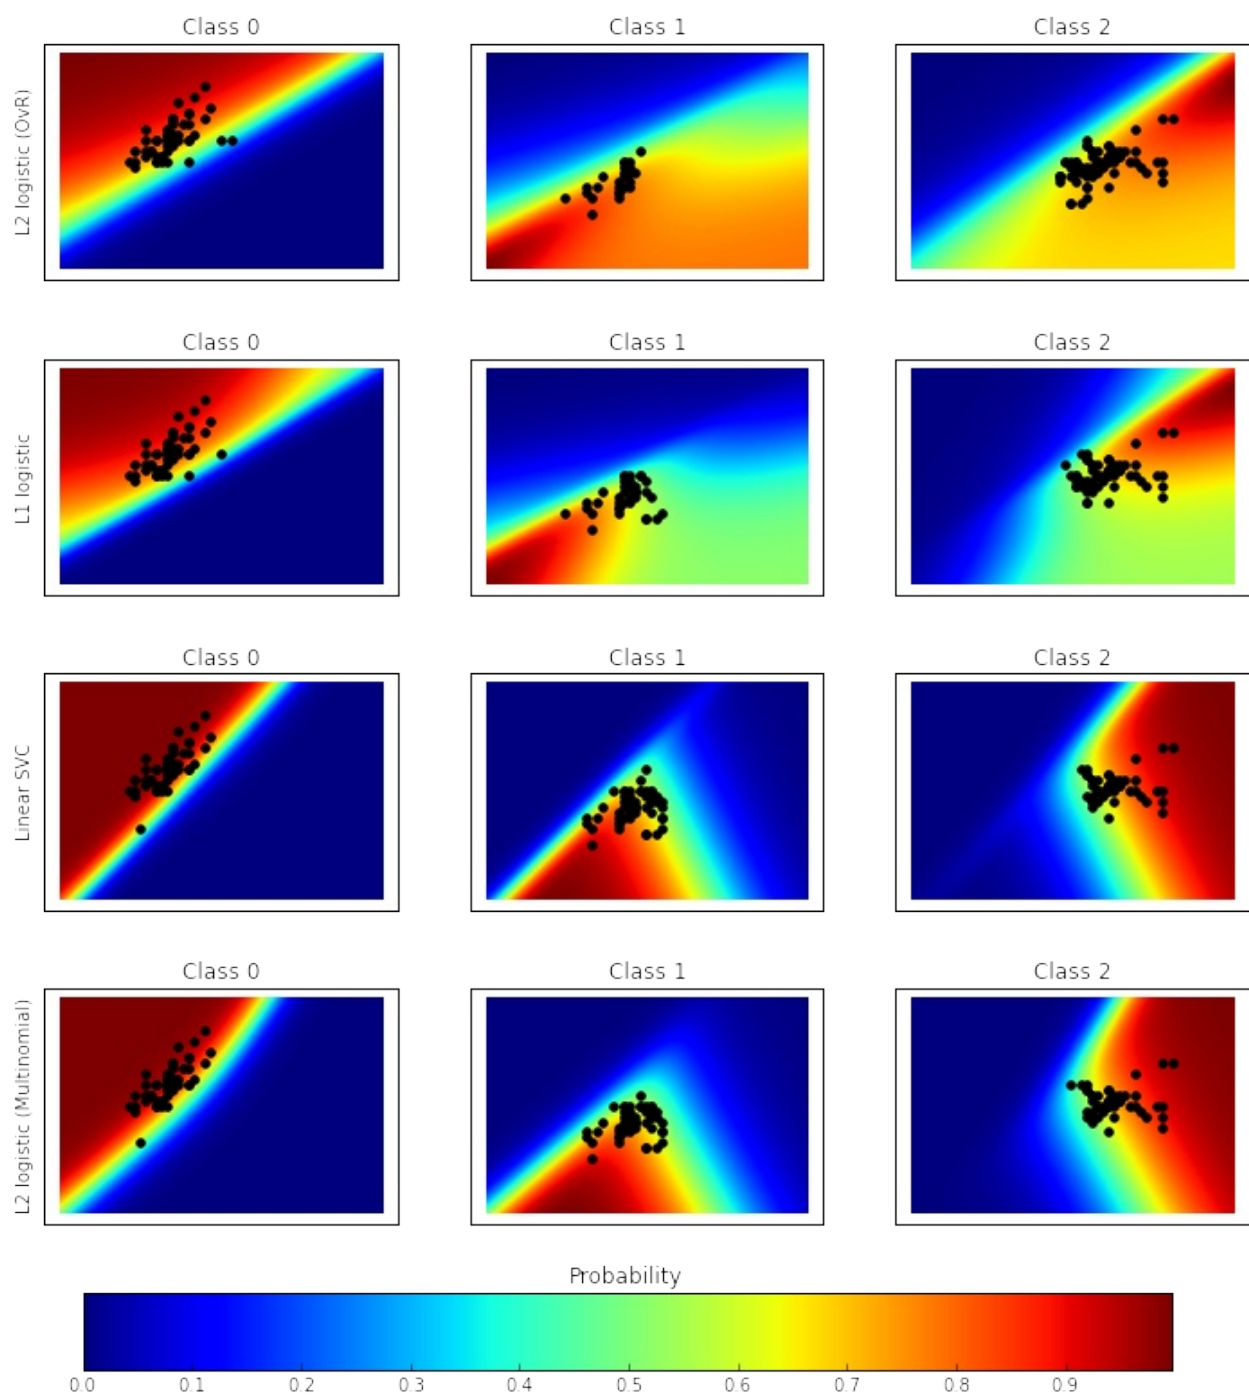 Class 0
Class 1
Class 2
L2 logistic (OvR)
Class 0
Class 1
Class 2
L1 logistic
Class 0
Class 1
Class 2
Linear SVC
Class 0
Class 1
Class 2
L2 logistic (Multinomial)
Probability
0.0 0.1 0.2 0.3 0.4 0.5 0.6 0.7 0.8 0.9